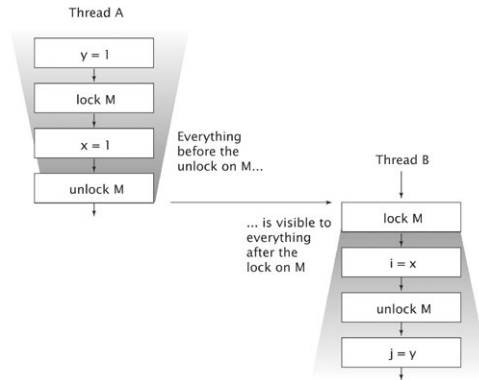 Thread A
y = 1
lock M
x = 1
unlock M
Everything
before the
unlock on M...
... is visible to
everything
after the
lock on M
Thread B
lock M
i = x
unlock M
j = y